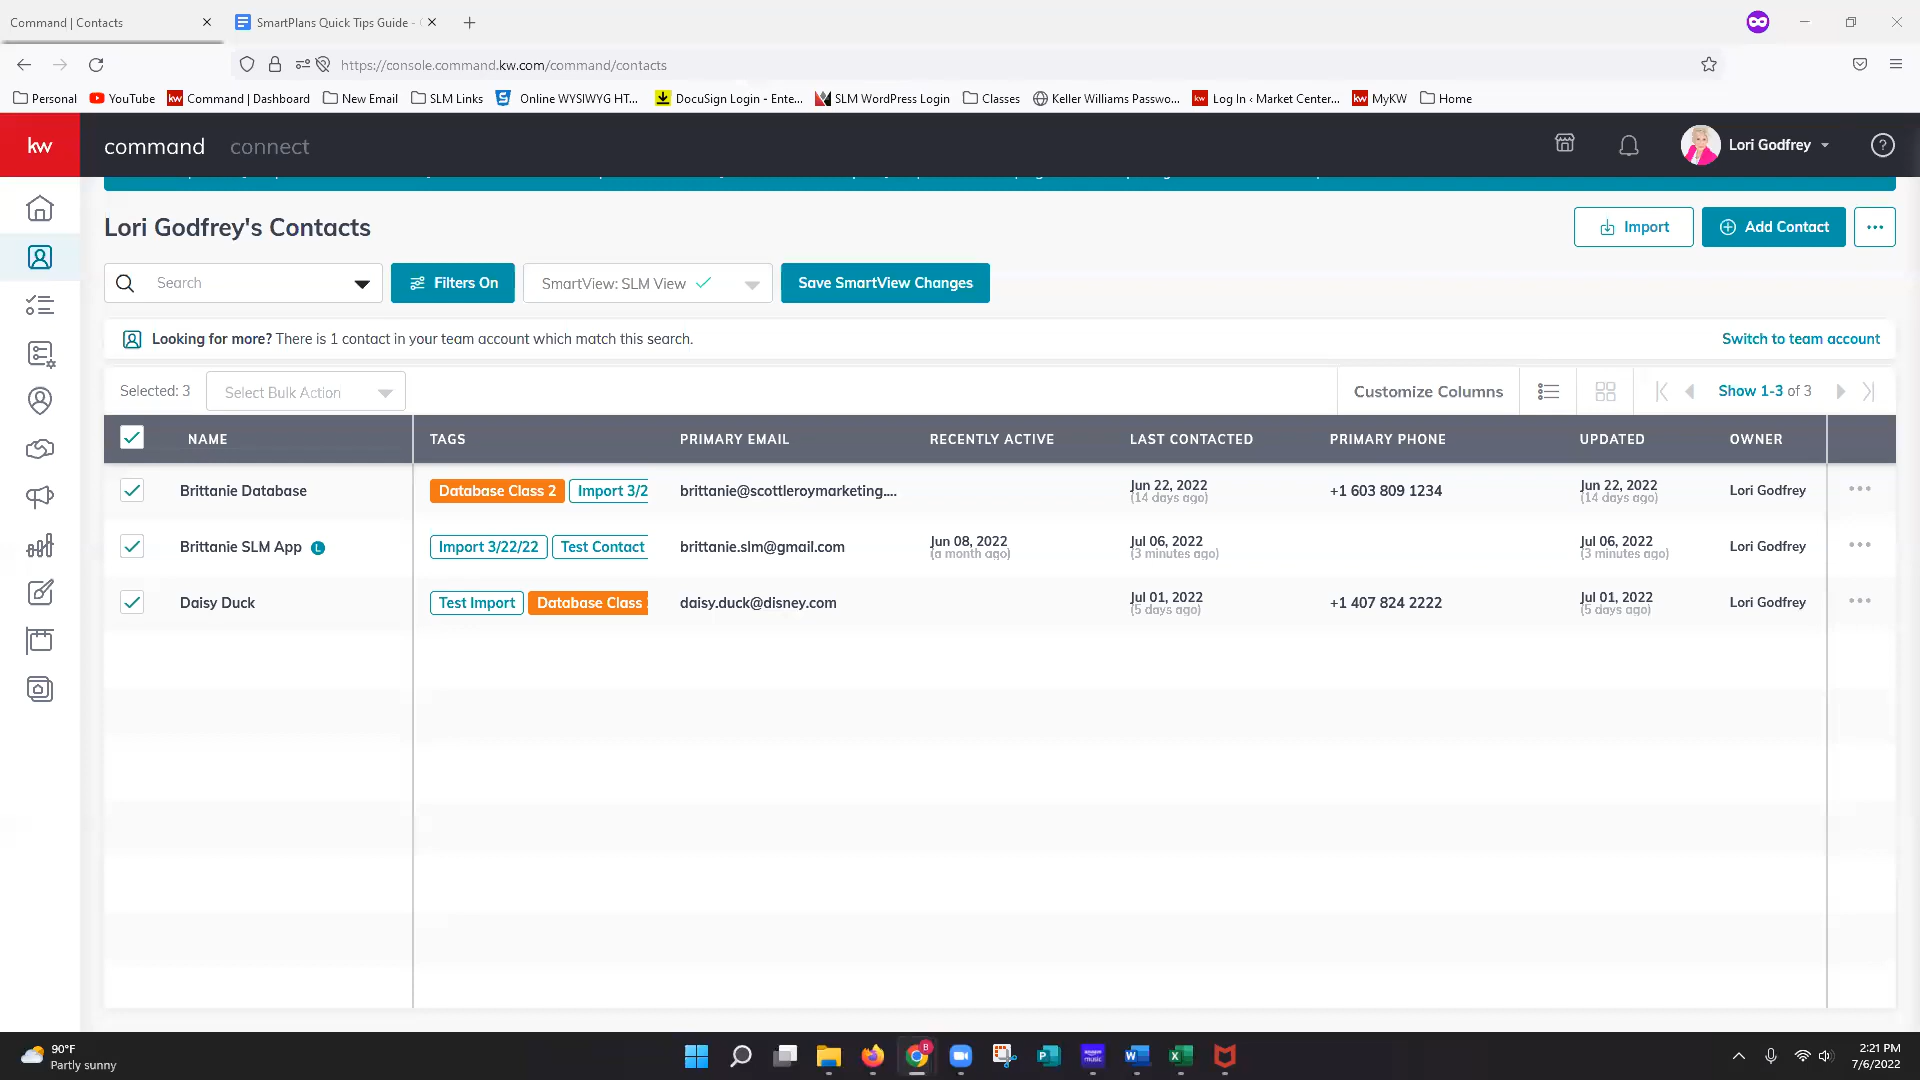 Command | Contacts
SmartPlans Quick Tips Guide -
https://console.command.kw.com/command/contacts
Personal
YouTube
kw Command | Dashboard
New Email
SLM Links
Online WYSIWYG HT...
DocuSign Login - Ente...
SLM WordPress Login
Classes
Keller Williams Passwo...
kw Log In ‹ Market Center...
kw MyKW
Home
kw
command
connect
Lori Godfrey
Lori Godfrey's Contacts
Import
Add Contact
Search
Filters On
SmartView: SLM View
Save SmartView Changes
Looking for more? There is 1 contact in your team account which match this search.
Switch to team account
Selected: 3
Select Bulk Action
Customize Columns
Show 1-3 of 3
NAME TAGS PRIMARY EMAIL RECENTLY ACTIVE LAST CONTACTED PRIMARY PHONE UPDATED OWNER
Brittanie Database
Database Class 2
Import 3/2
brittanie@scottleroymarketing....
Jun 22, 2022
(14 days ago)
+1 603 809 1234
Jun 22, 2022
(14 days ago)
Lori Godfrey
Brittanie SLM App L
Import 3/22/22
Test Contact
brittanie.slm@gmail.com
Jun 08, 2022
(a month ago)
Jul 06, 2022
(3 minutes ago)
Jul 06, 2022
(3 minutes ago)
Lori Godfrey
Daisy Duck
Test Import
Database Class
daisy.duck@disney.com
Jul 01, 2022
(5 days ago)
+1 407 824 2222
Jul 01, 2022
(5 days ago)
Lori Godfrey
90°F
Partly sunny
2:21 PM
7/6/2022